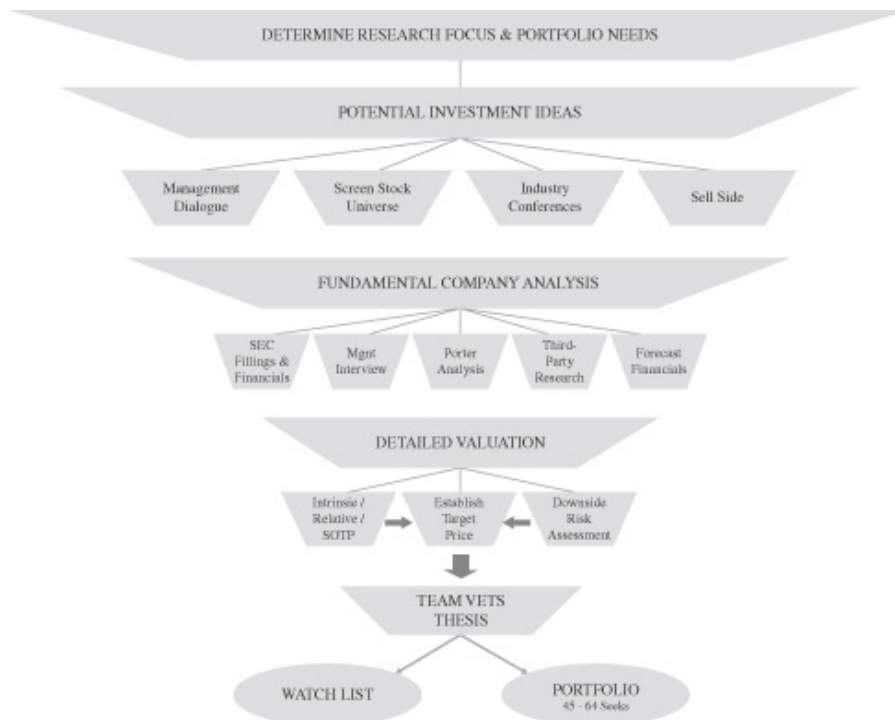 DETERMINE RESEARCH FOCUS & PORTFOLIO NEEDS
POTENTIAL INVESTMENT IDEAS
Management
Dialogue
Screen Stock
Universe
Industry
Conferences
Sell Side
FUNDAMENTAL COMPANY ANALYSIS
SEC
Fillings &
Financials
Mgnt
Interview
Porter
Analysis
Third-
Party
Research
Forecast
Financials
DETAILED VALUATION
Intrinsie /
Relative /
SOTP
Establish
Target
Price
Downside
Risk
Assessment
TEAM VETS
THESIS
WATCH LIST
PORTFOLIO
45 - 64 Seeks